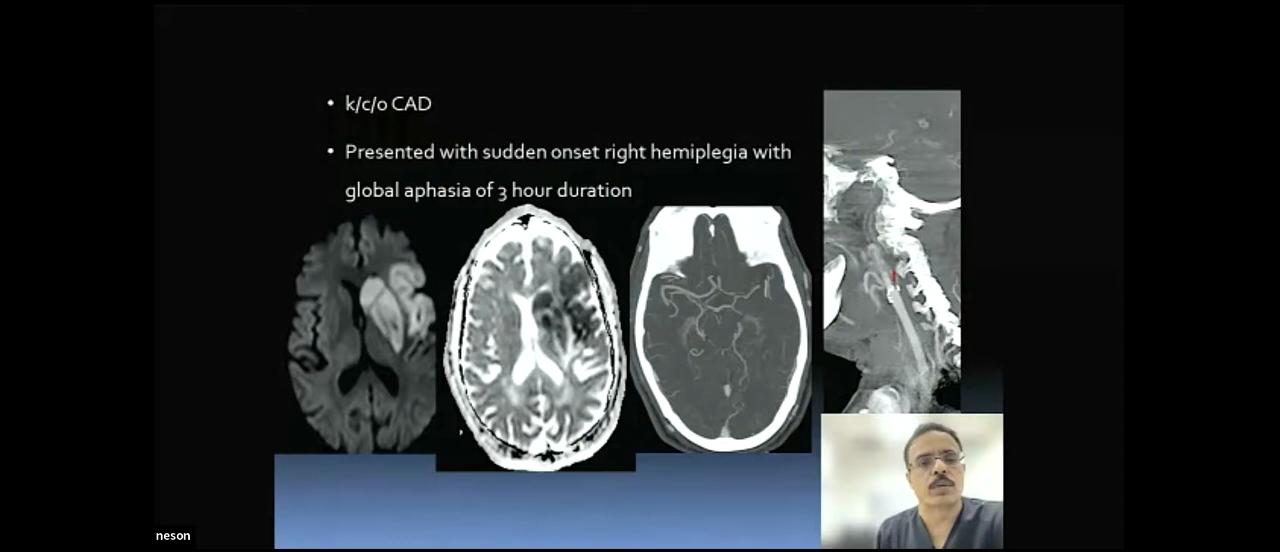 • k/c/o CAD
• Presented with sudden onset right hemiplegia with
global aphasia of 3 hour duration
neson